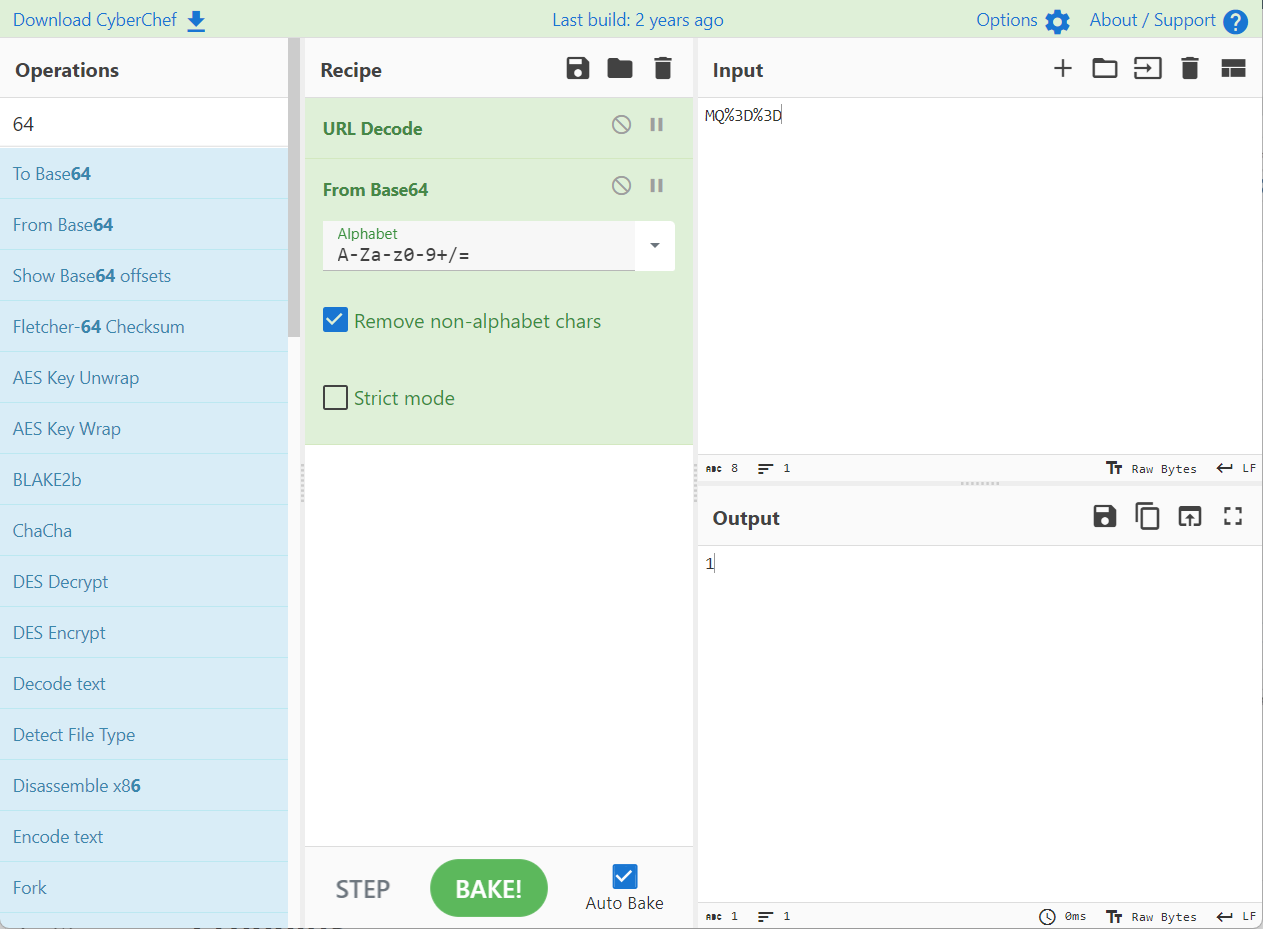 Download CyberChef
Last build: 2 years ago
Options
About / Support
Operations
64
To Base64
From Base64
Show Base64 offsets
Fletcher-64 Checksum
AES Key Unwrap
AES Key Wrap
BLAKE2b
ChaCha
DES Decrypt
DES Encrypt
Decode text
Detect File Type
Disassemble x86
Encode text
Fork
Recipe
URL Decode
From Base64
Alphabet
A-Za-z0-9+/=
Remove non-alphabet chars
Strict mode
STEP
BAKE!
Auto Bake
Input
MQ%3D%3D
ABC 8 1 Tт Raw Bytes LF
Output
1
ABC 1 1 0ms Tт Raw Bytes LF